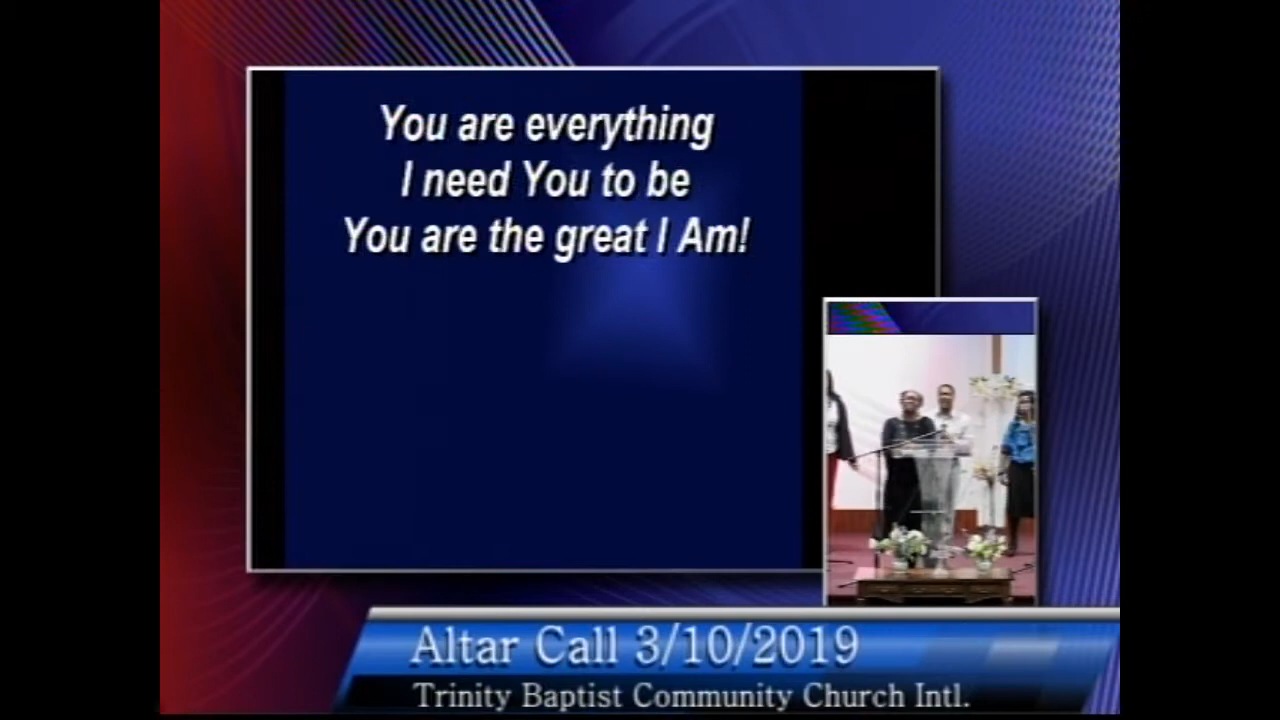 You are everything
I need You to be
You are the great I Am!
Altar Call 3/10/2019
Trinity Baptist Community Church Intl.